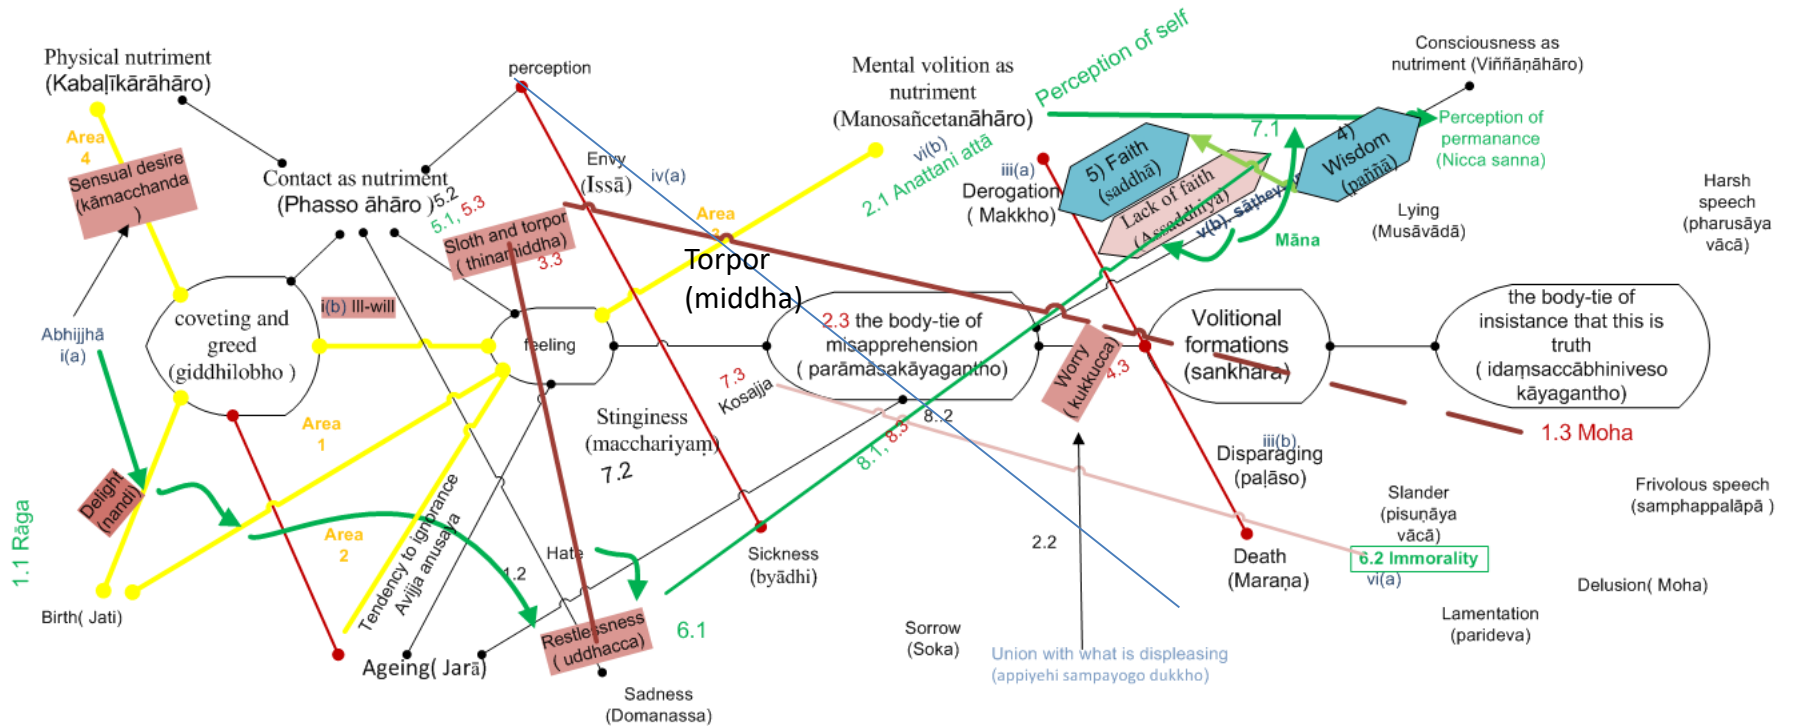 Physical nutriment
(Kabaḷīkārāhāro)
perception
Mental volition as
nutriment
(Manosañcetanāhāro)
Perception of self
Consciousness as
nutriment (Viññāṇāhāro)
Area
4
Sensual desire
(kāmacchanda
)
Contact as nutriment
(Phasso āhāro )
5.2
5.1, 5.3
Envy
(Issā)
iv(a)
vi(b)
2.1 Anattani attā
iii(a)
Derogation
( Makkho)
5) Faith
(saddhā)
Lack of faith
(Assaddhiya)
7.1
4)
Wisdom
(paññā)
Perception of
permanance
(Nicca sanna)
Harsh
speech
(pharusāya
vācā)
Lying
(Musāvādā)
Māna
Sloth and torpor
( thinamiddha)
3.3
Area
Torpor
(middha)
Abhijjhā
i(a)
coveting and
greed
(giddhilobho )
i(b) Ill-will
feeling
2.3 the body-tie of
misapprehension
( parāmāsakāyagantho)
Worry
( kukkucca)
4.3
Volitional
formations
(sankhara)
the body-tie of
insistance that this is
truth
( idaṃsaccābhiniveso
kāyagantho)
7.3
Kosajja
8..2
8.1, 8.3
Stinginess
(macchariyaṃ)
7.2
1.3 Moha
Area
1
Delight
(nandi)
1.1 Rāga
Area
2
Tendency to ignorance
Avijja anusaya
1.2
Hate
Sickness
(byādhi)
2.2
iii(b)
Disparaging
(paḷāso)
Death
(Maraṇa)
Slander
(pisuṇāya
vācā)
6.2 Immorality
vi(a)
Frivolous speech
(samphappalāpā )
Delusion( Moha)
Lamentation
(parideva)
Birth( Jati)
Ageing( Jarā)
Restlessness
( uddhacca)
6.1
Sadness
(Domanassa)
Sorrow
(Soka)
Union with what is displeasing
(appiyehi sampayogo dukkho)